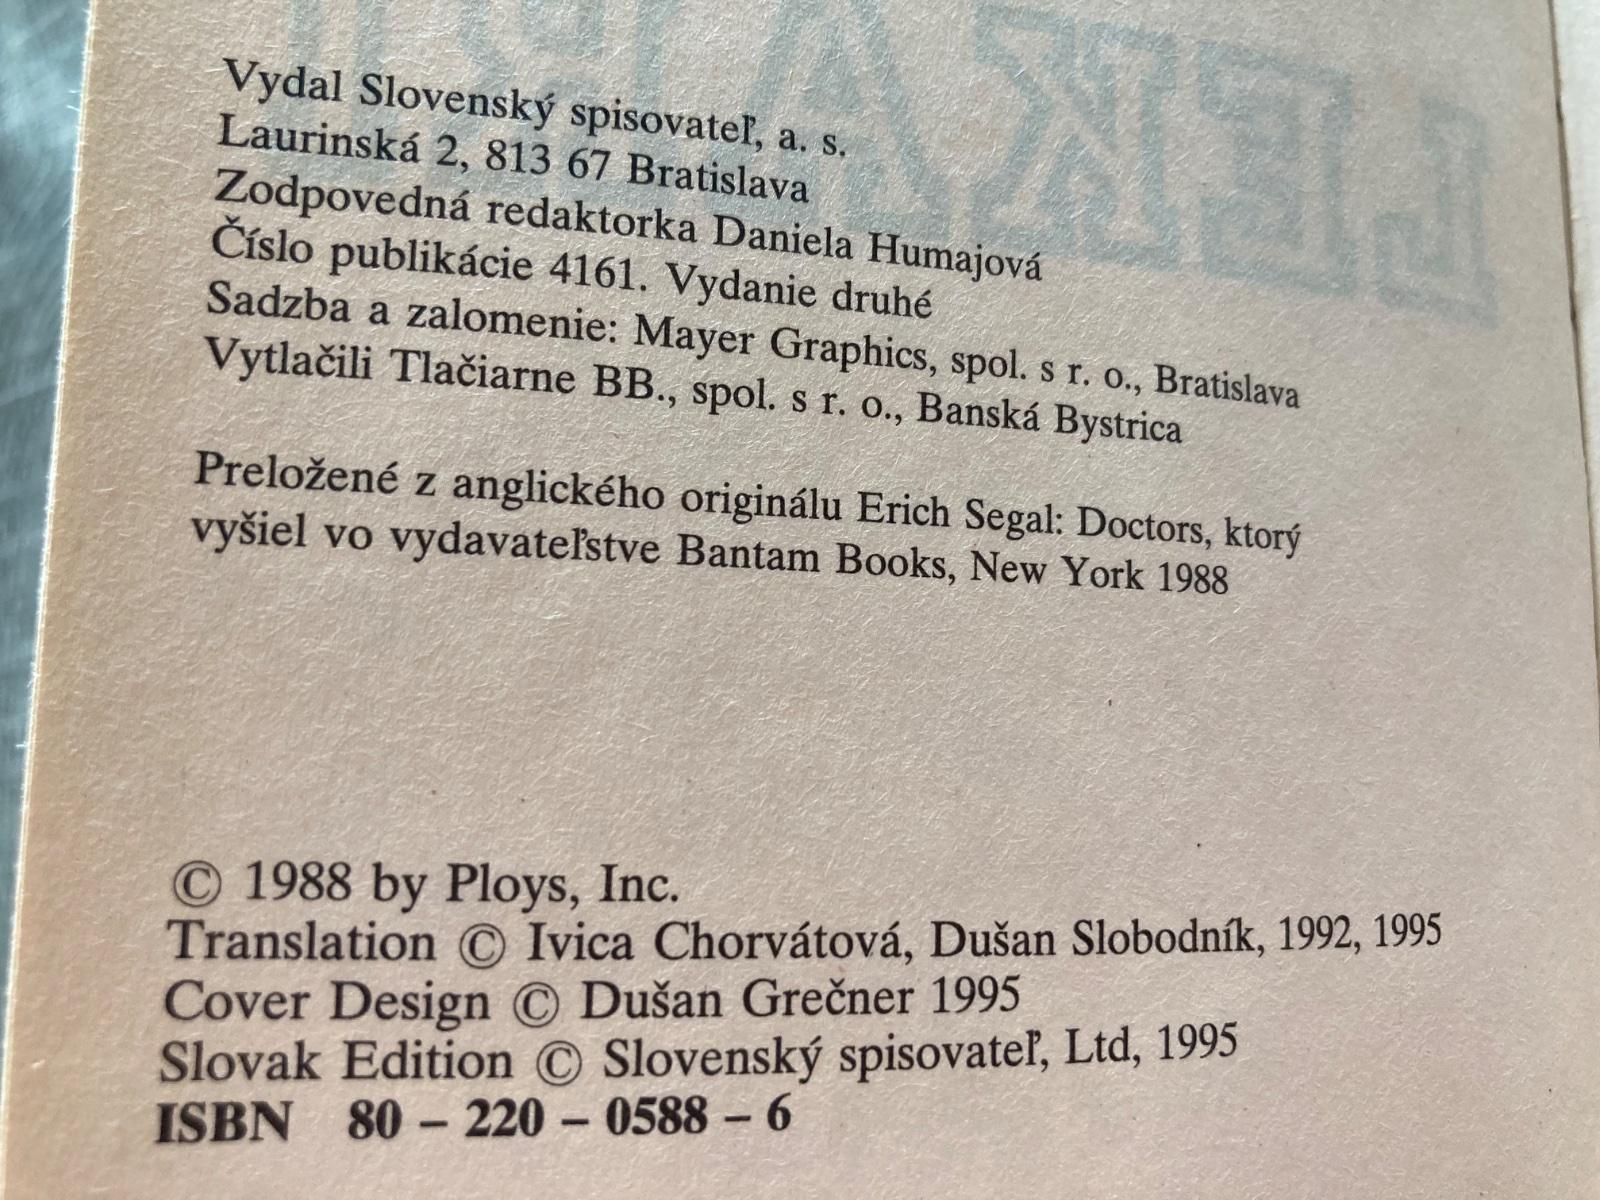 Vydal Slovenský spisovateľ, a. s.
Laurinská 2, 813 67 Bratislava
Zodpovedná redaktorka Daniela Humajová
Číslo publikácie 4161. Vydanie druhé
Sadzba a zalomenie: Mayer Graphics, spol. s r. o., Bratislava
Vytlačili Tlačiarne BB., spol. s r. o., Banská Bystrica
Preložené z anglického originálu Erich Segal: Doctors, ktorý
vyšiel vo vydavateľstve Bantam Books, New York 1988
© 1988 by Ploys, Inc.
Translation © Ivica Chorvátová, Dušan Slobodník, 1992, 1995
Cover Design © Dušan Grečner 1995
Slovak Edition © Slovenský spisovateľ, Ltd, 1995
ISBN 80 – 220 – 0588 – 6